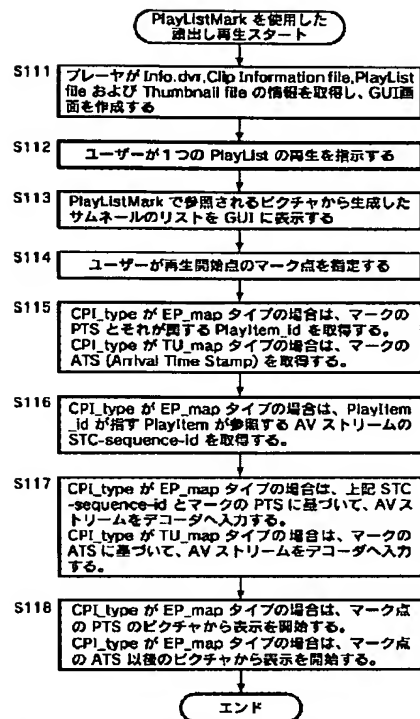 PlayListMark を使用した
頭出し再生スタート
S111
プレーヤが Info.dvr,Clip Information file,PlayList
file および Thumbnail file の情報を取得し、GUI画
面を作成する
S112
ユーザーが1つの PlayList の再生を指示する
S113
PlayListMark で参照されるピクチャから生成した
サムネールのリストを GUI に表示する
S114
ユーザーが再生開始点のマーク点を指定する
S115
CPI_type が EP_map タイプの場合は、マークの
PTS とそれが関する PlayItem_id を取得する。
CPI_type が TU_map タイプの場合は、マークの
ATS (Arrival Time Stamp) を取得する。
S116
CPI_type が EP_map タイプの場合は、PlayItem
_id が指す PlayItem が参照する AV ストリームの
STC-sequence-id を取得する。
S117
CPI_type が EP_map タイプの場合は、上記 STC
-sequence-id とマークの PTS に基づいて、AVス
トリームをデコーダへ入力する。
CPI_type が TU_map タイプの場合は、マークの
ATS に基づいて、AV ストリームをデコーダへ入力
する。
S118
CPI_type が EP_map タイプの場合は、マーク点
の PTS のピクチャから表示を開始する。
CPI_type が EP_map タイプの場合は、マーク点
の ATS 以後のピクチャから表示を開始する。
エンド